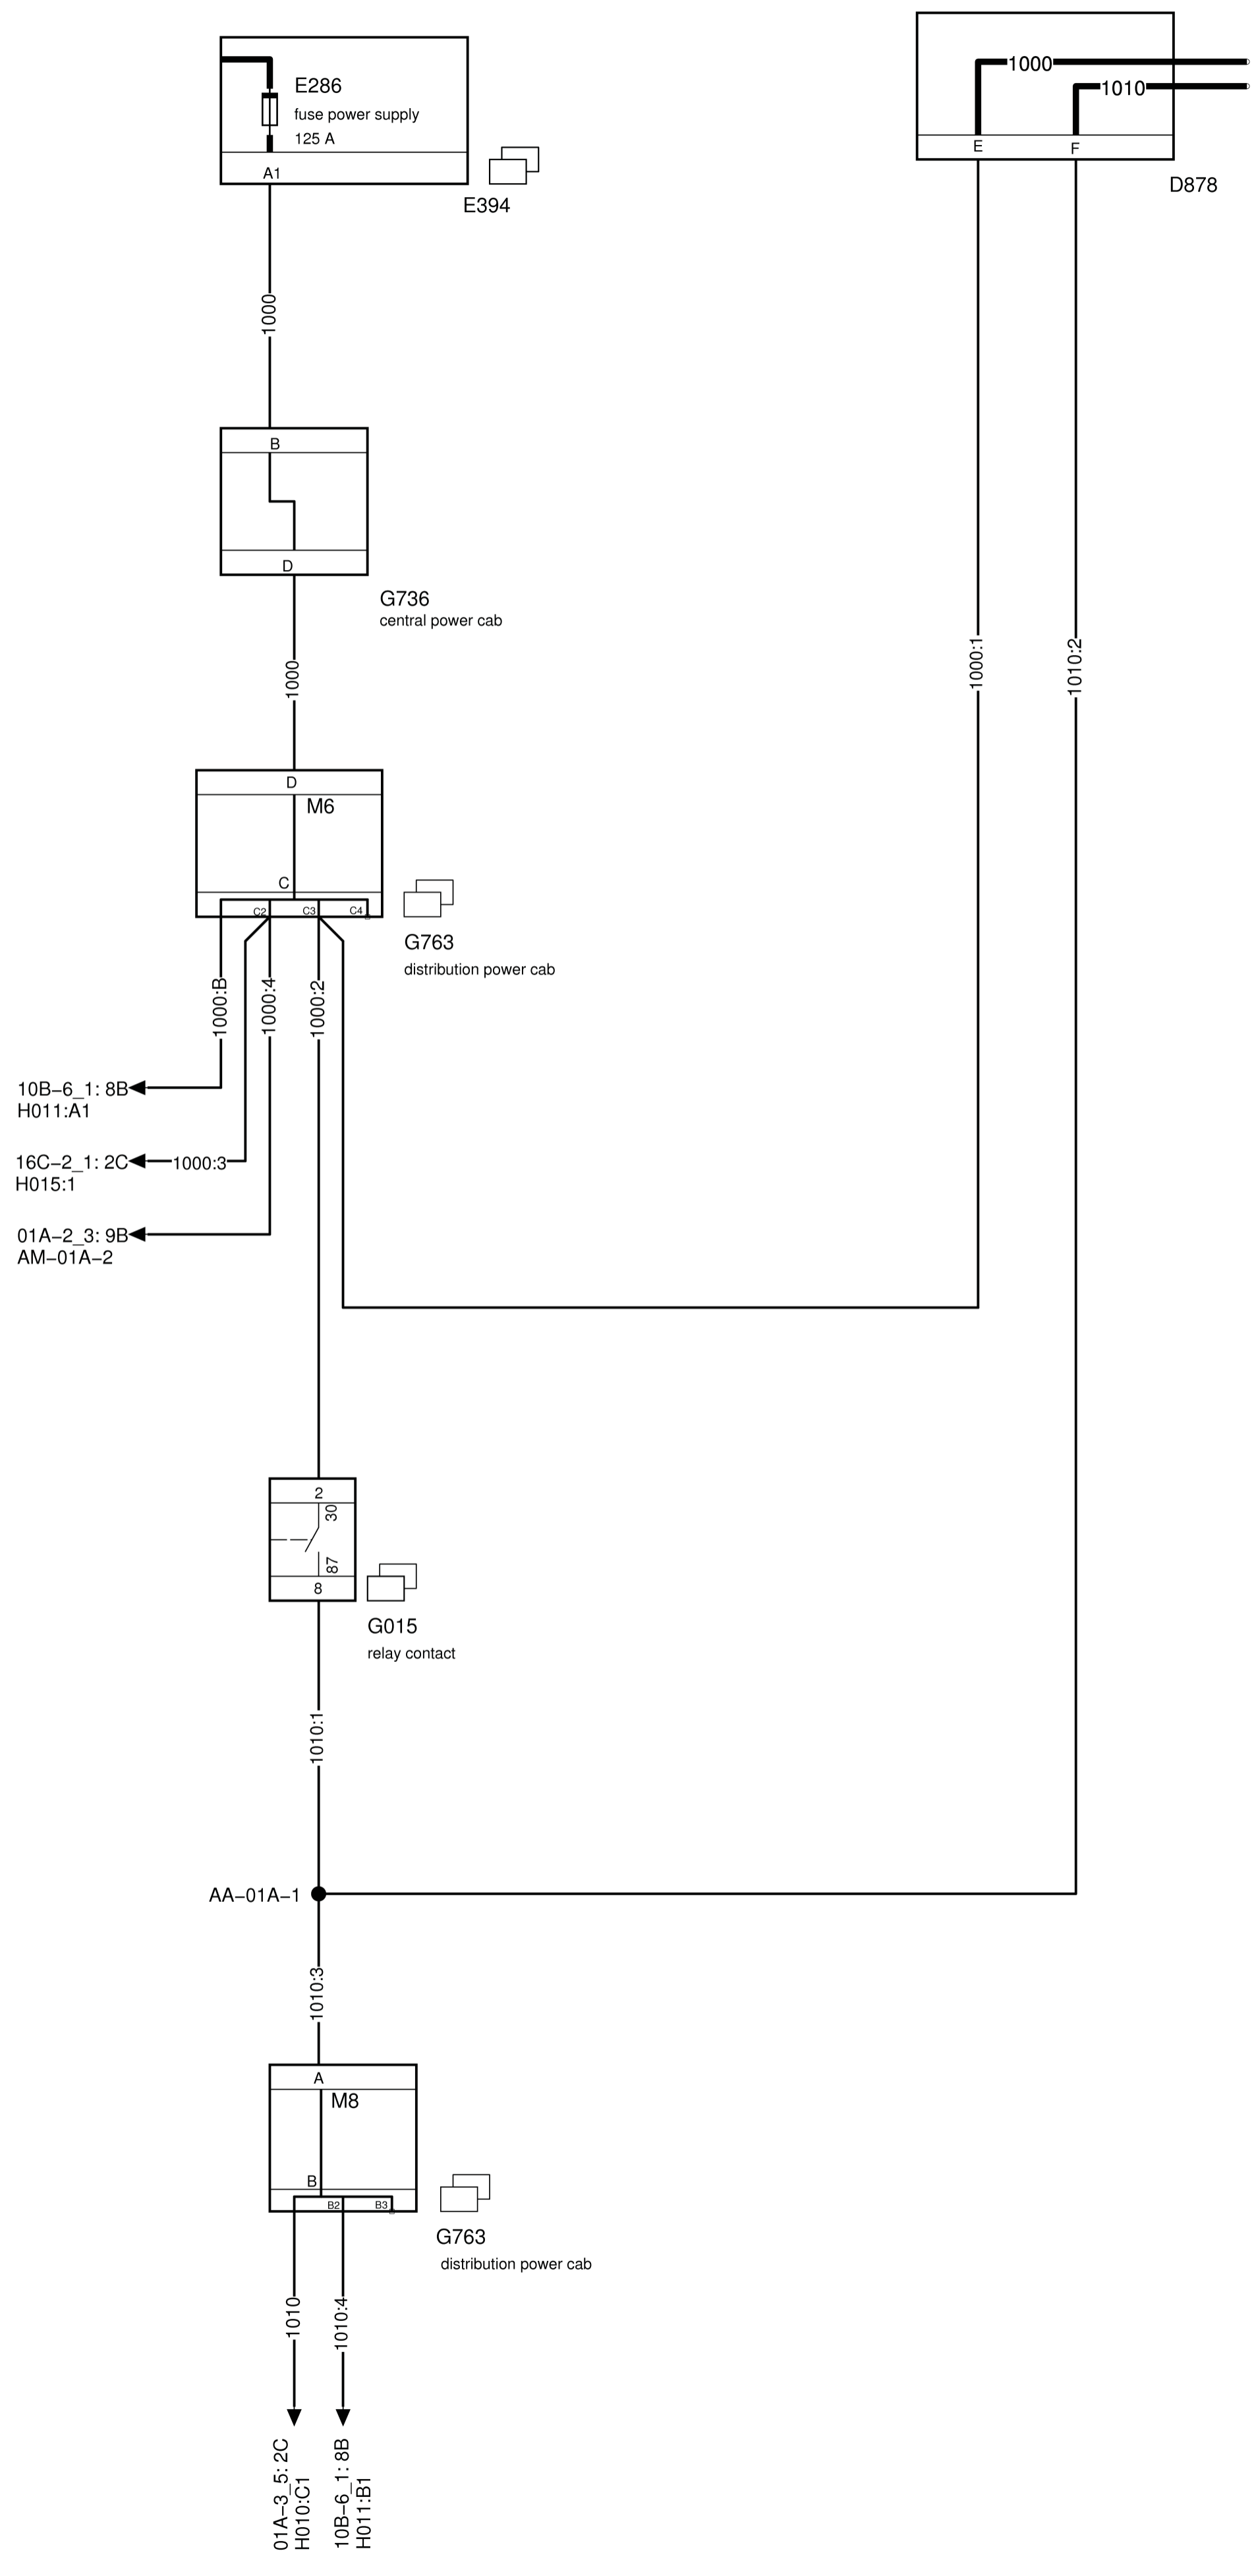 E286
fuse power supply
125 A
A1
E394
1000
1010
E
F
D878
1000
B
D
G736
central power cab
1000
1000:1
1010:2
D
M6
C
C2
C3
C4
G763
distribution power cab
1000:B
1000:4
1000:2
10B−6_1: 8B
H011:A1
16C−2_1: 2C
1000:3
H015:1
01A−2_3: 9B
AM−01A−2
2
30
87
8
G015
relay contact
1010:1
AA−01A−1
1010:3
A
M8
B
B2
B3
G763
distribution power cab
1010
1010:4
01A−3_5: 2C
H010:C1
10B−6_1: 8B
H011:B1